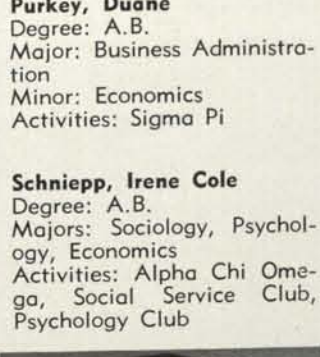 Purkey, Duane
Degree: A.B.
Major: Business Administra-
tion
Minor: Economics
Activities: Sigma Pi
Schniepp, Irene Cole
Degree: A.B.
Majors: Sociology, Psychol-
ogy, Economics
Activities: Alpha Chi Ome-
ga, Social Service Club,
Psychology Club